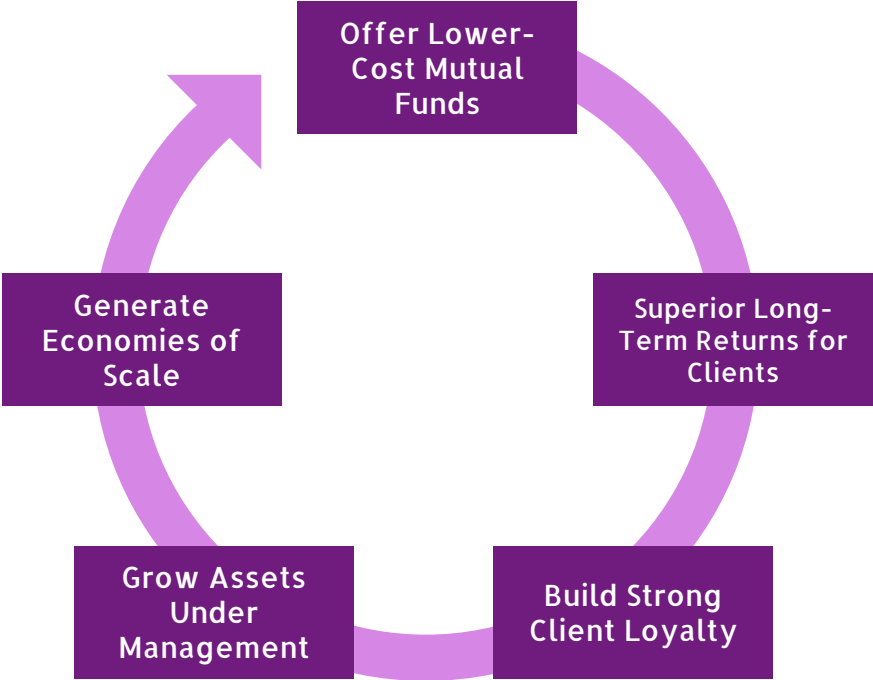 Offer Lower-
Cost Mutual
Funds
Superior Long-
Term Returns for
Clients
Build Strong
Client Loyalty
Grow Assets
Under
Management
Generate
Economies of
Scale